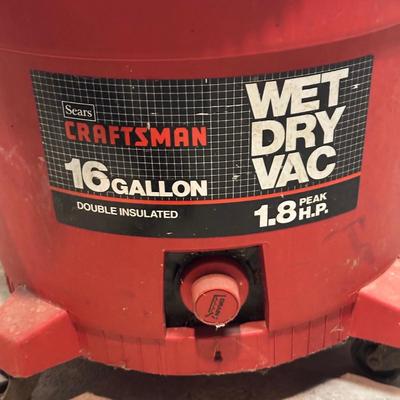 Sears
CRAFTSMAN
16 GALLON
DOUBLE INSULATED
WET
DRY
VAC
1.8 PEAK H.P.